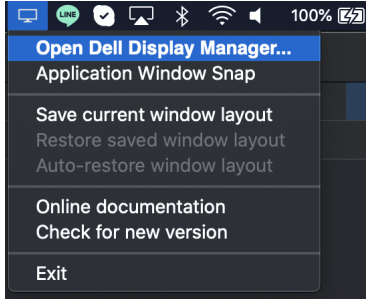 LINE
100%
Open Dell Display Manager...
Application Window Snap
Save current window layout
Restore saved window layout
Auto-restore window layout
Online documentation
Check for new version
Exit